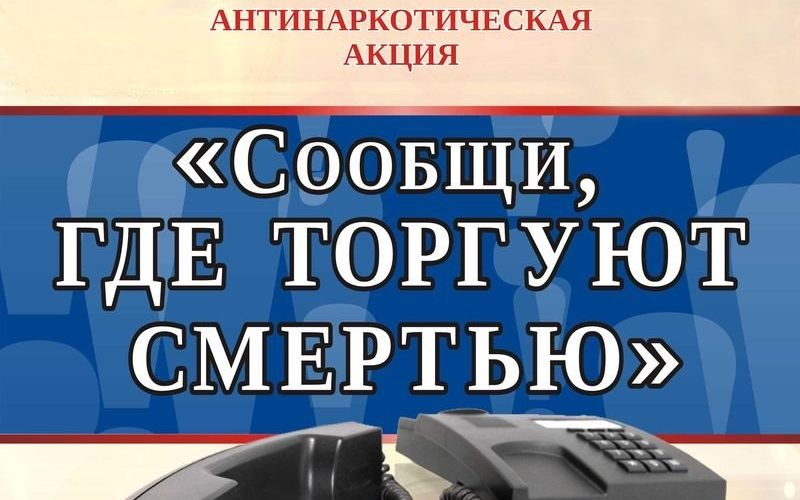 АНТИНАРКОТИЧЕСКАЯ
АКЦИЯ
«Сообщи,
ГДЕ ТОРГУЮТ
СМЕРТЬЮ»